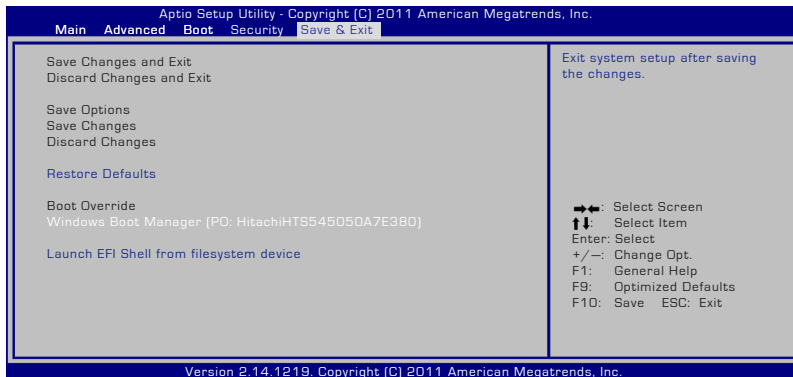 Aptio Setup Utility - Copyright (C) 2011 American Megatrends, Inc.
Main Advanced Boot Security Save & Exit
Save Changes and Exit
Discard Changes and Exit
Save Options
Save Changes
Discard Changes
Restore Defaults
Boot Override
Windows Boot Manager (PO: HitachiHTS545050A7E380)
Launch EFI Shell from filesystem device
Exit system setup after saving
the changes.
→←: Select Screen
↑↓: Select Item
Enter: Select
+/—: Change Opt.
F1: General Help
F9: Optimized Defaults
F10: Save ESC: Exit
Version 2.14.1219. Copyright (C) 2011 American Megatrends, Inc.